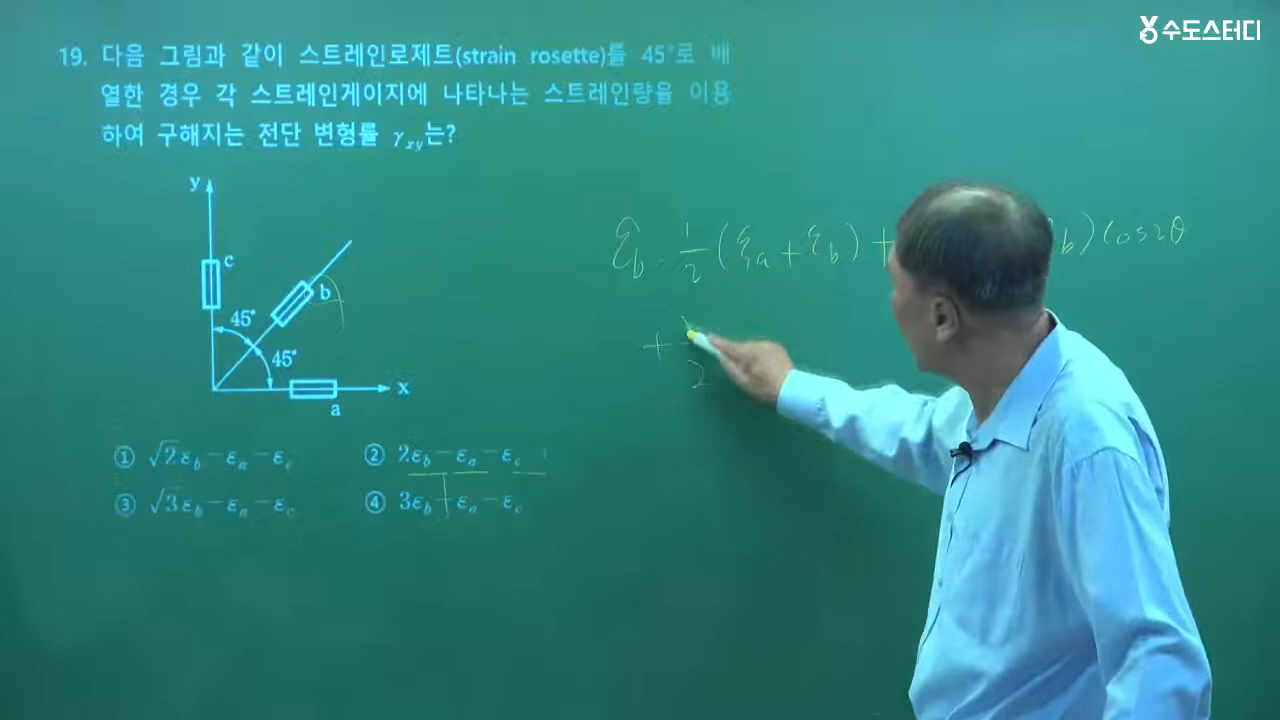 수도스터디
19. 다음 그림과 같이 스트레인로제트(strain rosette)를 45°로 배
열한 경우 각 스트레인게이지에 나타나는 스트레인량을 이용
하여 구해지는 전단 변형률 γxy는?
y
c
b
45°
45°
x
a
① √2εb-εa-εc
② 2εb-εa-εc
③ √3εb-εa-εc
④ 3εb-εa-εc
εb 1/2 (εa + εb) + b) cos2θ
+ 2